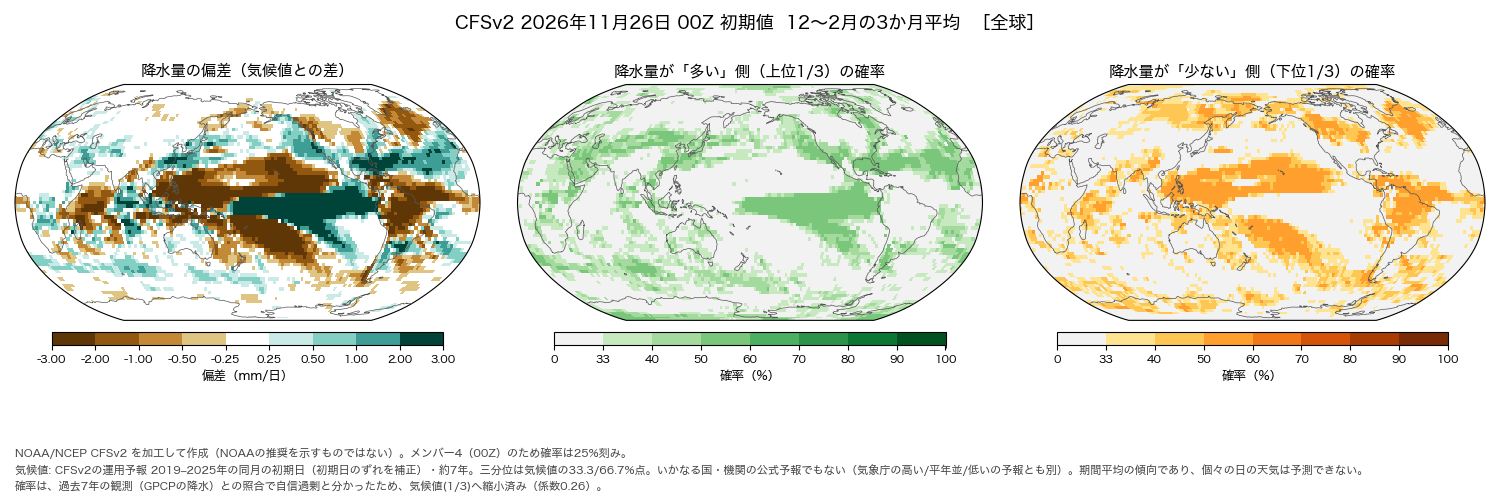 CFSv2 2026年11月26日 00Z 初期値 12～2月の3か月平均 ［全球］
降水量の偏差（気候値との差）
降水量が「多い」側（上位1/3）の確率
降水量が「少ない」側（下位1/3）の確率
-3.00 -2.00 -1.00 -0.50 -0.25 0.25 0.50 1.00 2.00 3.00
偏差（mm/日）
0 33 40 50 60 70 80 90 100
確率（%）
0 33 40 50 60 70 80 90 100
確率（%）
NOAA/NCEP CFSv2 を加工して作成（NOAAの推奨を示すものではない）。メンバー4（00Z）のため確率は25%刻み。
気候値: CFSv2の運用予報 2019–2025年の同月の初期日（初期日のずれを補正）・約7年。三分位は気候値の33.3/66.7%点。いかなる国・機関の公式予報でもない（気象庁の高い/平年並/低いの予報とも別）。期間平均の傾向であり、個々の日の天気は予測できない。
確率は、過去7年の観測（GPCPの降水）との照合で自信過剰と分かったため、気候値(1/3)へ縮小済み（係数0.26）。